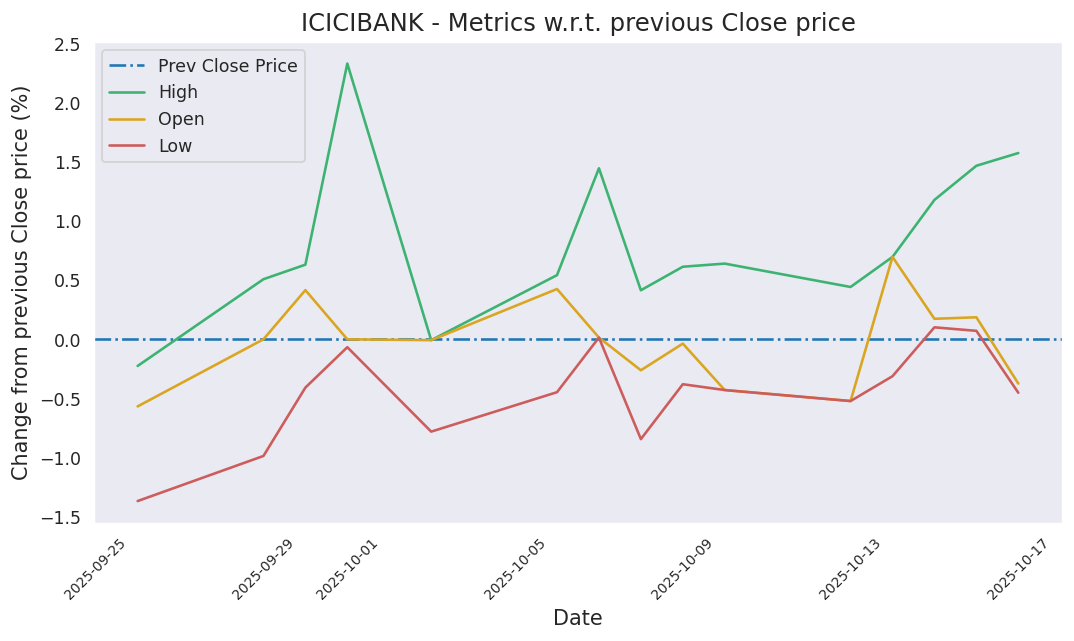 ICICIBANK - Metrics w.r.t. previous Close price
Change from previous Close price (%)
2.5
2.0
1.5
1.0
0.5
0.0
−0.5
−1.0
−1.5
Prev Close Price
High
Open
Low
2025-09-25
2025-09-29
2025-10-01
2025-10-05
2025-10-09
2025-10-13
2025-10-17
Date